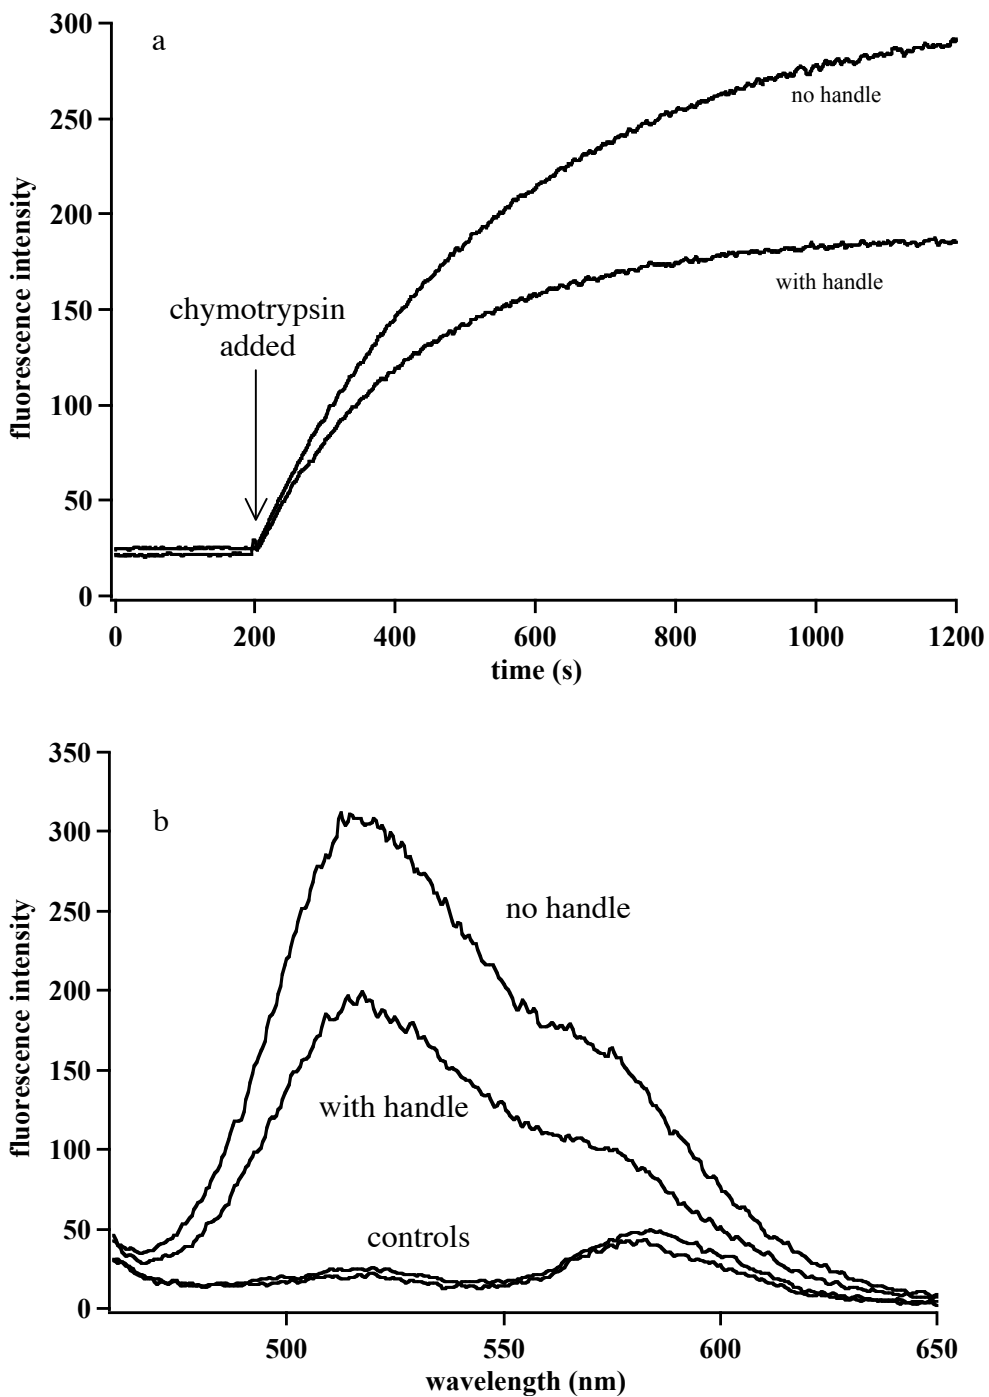 a
300
250
200
150
100
50
0
fluorescence intensity
no handle
with handle
chymotrypsin
added
0 200 400 600 800 1000 1200
time (s)
b
350
300
250
200
150
100
50
0
fluorescence intensity
no handle
with handle
controls
500 550 600 650
wavelength (nm)